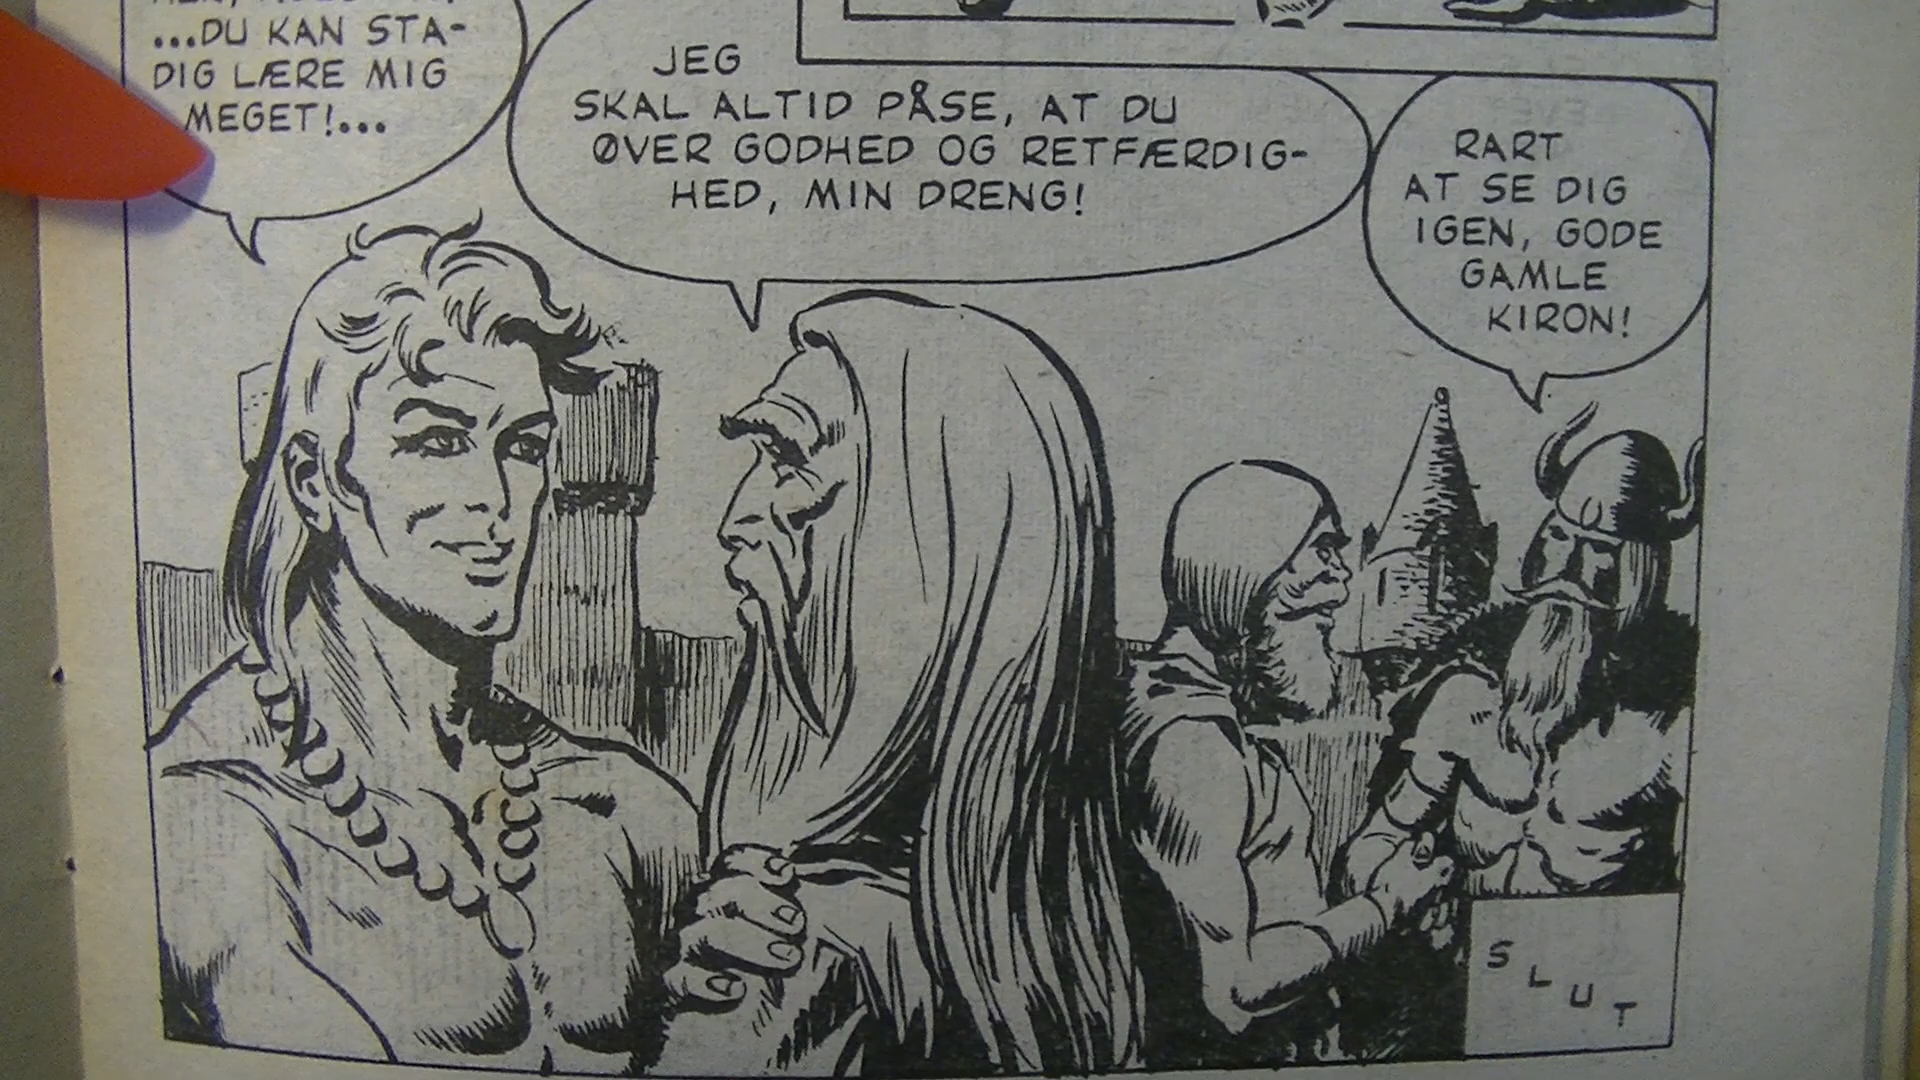 ...DU KAN STA-
DIG LÆRE MIG
MEGET!...
JEG
SKAL ALTID PÅSE, AT DU
ØVER GODHED OG RETFÆRDIG-
HED, MIN DRENG!
RART
AT SE DIG
IGEN, GODE
GAMLE
KIRON!
SLUT